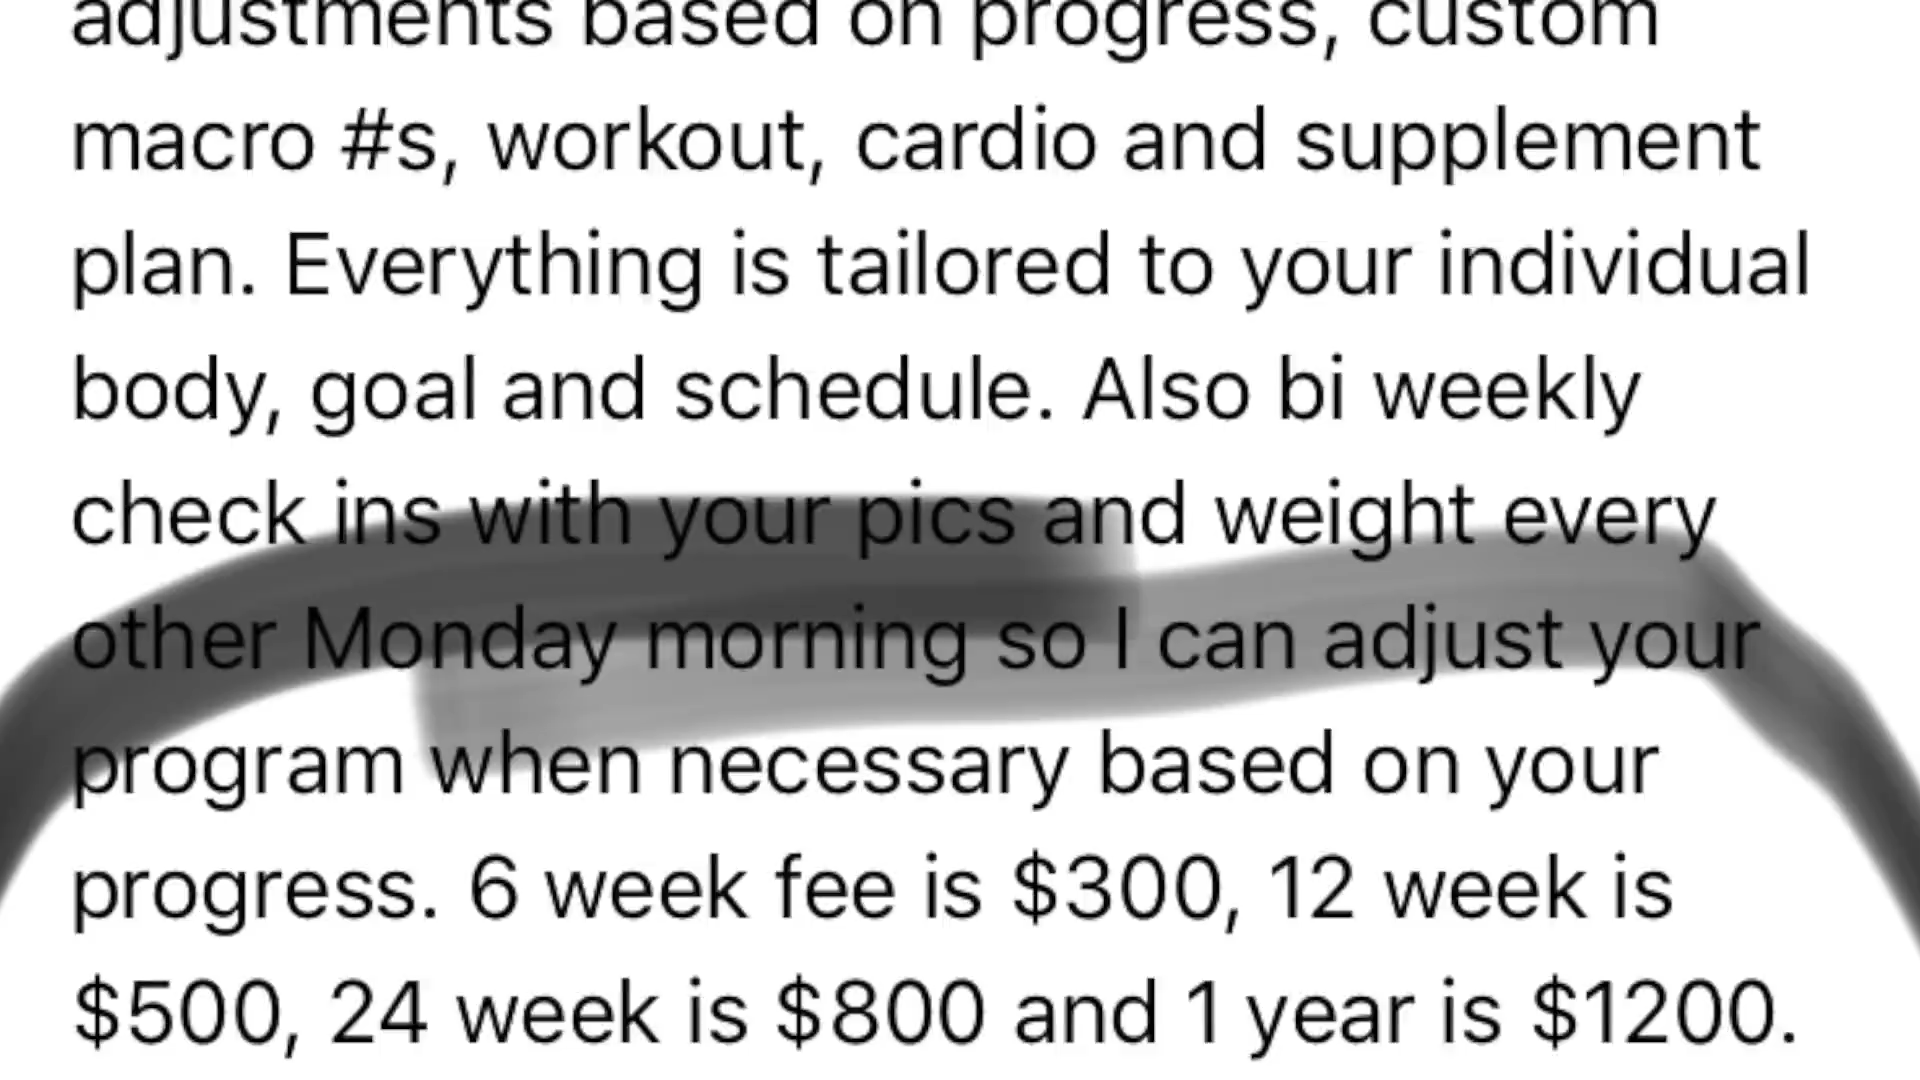 adjustments based on progress, custom
macro #s, workout, cardio and supplement
plan. Everything is tailored to your individual
body, goal and schedule. Also bi weekly
check ins with your pics and weight every
other Monday morning so I can adjust your
program when necessary based on your
progress. 6 week fee is $300, 12 week is
$500, 24 week is $800 and 1 year is $1200.